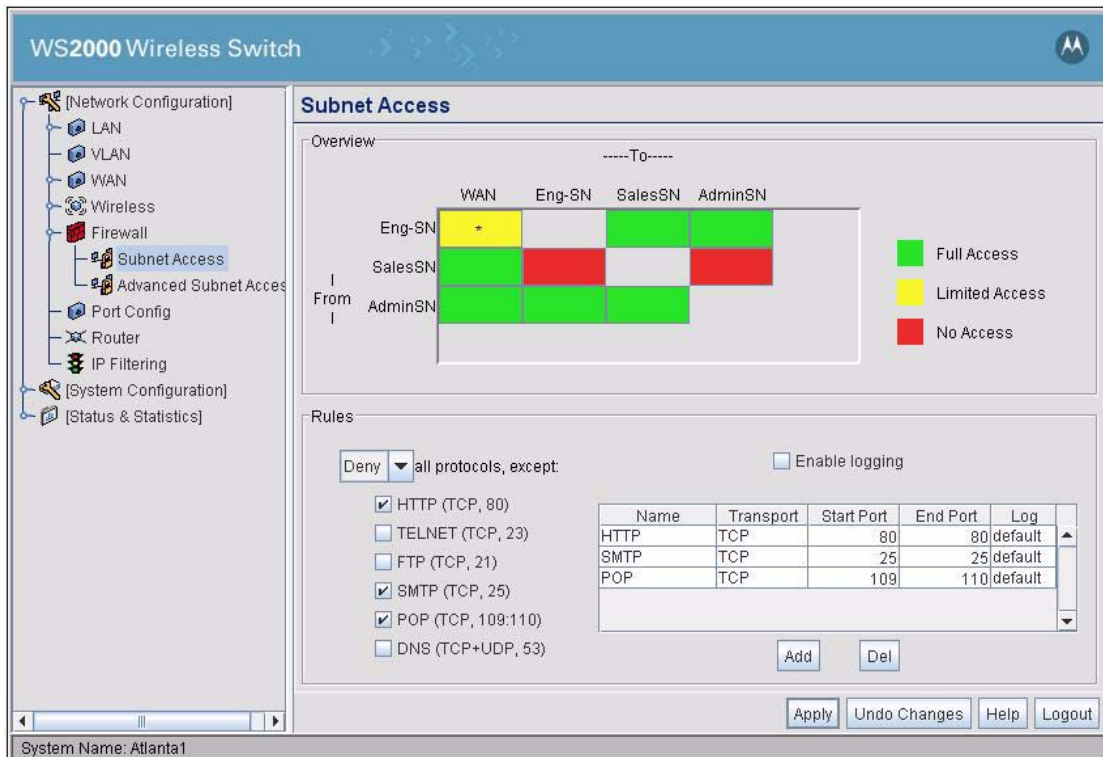 WS2000 Wireless Switch
[Network Configuration]
LAN
VLAN
WAN
Wireless
Firewall
Subnet Access
Advanced Subnet Acces
Port Config
Router
IP Filtering
[System Configuration]
[Status & Statistics]
Subnet Access
Overview
-----To-----
WAN Eng-SN SalesSN AdminSN
Eng-SN *
SalesSN
From
AdminSN
Full Access
Limited Access
No Access
Rules
Deny all protocols, except:
Enable logging
HTTP (TCP, 80)
TELNET (TCP, 23)
FTP (TCP, 21)
SMTP (TCP, 25)
POP (TCP, 109:110)
DNS (TCP+UDP, 53)
Name Transport Start Port End Port Log
HTTP TCP 80 80 default
SMTP TCP 25 25 default
POP TCP 109 110 default
Add Del
Apply Undo Changes Help Logout
System Name: Atlanta1